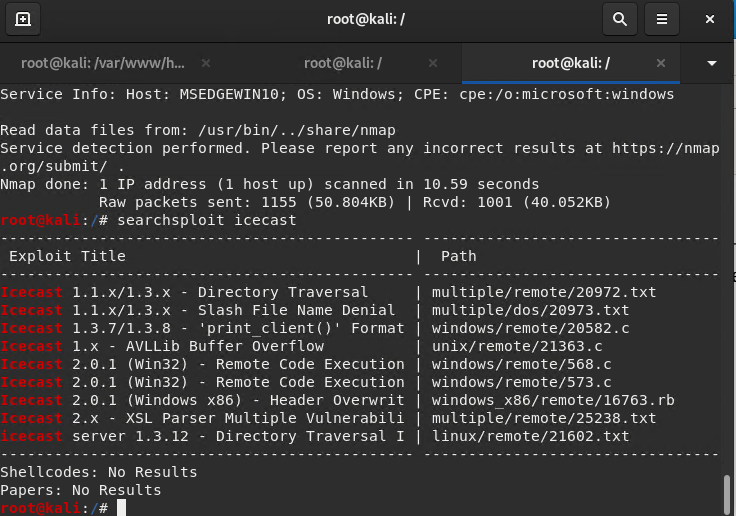 root@kali: /
root@kali: /var/www/h... root@kali: / root@kali: /
Service Info: Host: MSEDGEWIN10; OS: Windows; CPE: cpe:/o:microsoft:windows
Read data files from: /usr/bin/../share/nmap
Service detection performed. Please report any incorrect results at https://nmap
.org/submit/ .
Nmap done: 1 IP address (1 host up) scanned in 10.59 seconds
Raw packets sent: 1155 (50.804KB) | Rcvd: 1001 (40.052KB)
root@kali:/# searchsploit icecast
---------------------------------------------- ---------------------------------
Exploit Title | Path
---------------------------------------------- ---------------------------------
Icecast 1.1.x/1.3.x - Directory Traversal | multiple/remote/20972.txt
Icecast 1.1.x/1.3.x - Slash File Name Denial | multiple/dos/20973.txt
Icecast 1.3.7/1.3.8 - 'print_client()' Format | windows/remote/20582.c
Icecast 1.x - AVLLib Buffer Overflow | unix/remote/21363.c
Icecast 2.0.1 (Win32) - Remote Code Execution | windows/remote/568.c
Icecast 2.0.1 (Win32) - Remote Code Execution | windows/remote/573.c
Icecast 2.0.1 (Windows x86) - Header Overwrit | windows_x86/remote/16763.rb
Icecast 2.x - XSL Parser Multiple Vulnerabili | multiple/remote/25238.txt
icecast server 1.3.12 - Directory Traversal I | linux/remote/21602.txt
---------------------------------------------- ---------------------------------
Shellcodes: No Results
Papers: No Results
root@kali:/#